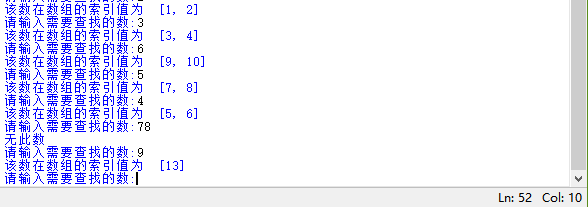 该数在数组的索引值为  [1, 2]
请输入需要查找的数:3
该数在数组的索引值为  [3, 4]
请输入需要查找的数:6
该数在数组的索引值为  [9, 10]
请输入需要查找的数:5
该数在数组的索引值为  [7, 8]
请输入需要查找的数:4
该数在数组的索引值为  [5, 6]
请输入需要查找的数:78
无此数
请输入需要查找的数:9
该数在数组的索引值为  [13]
请输入需要查找的数:
Ln: 52  Col: 10